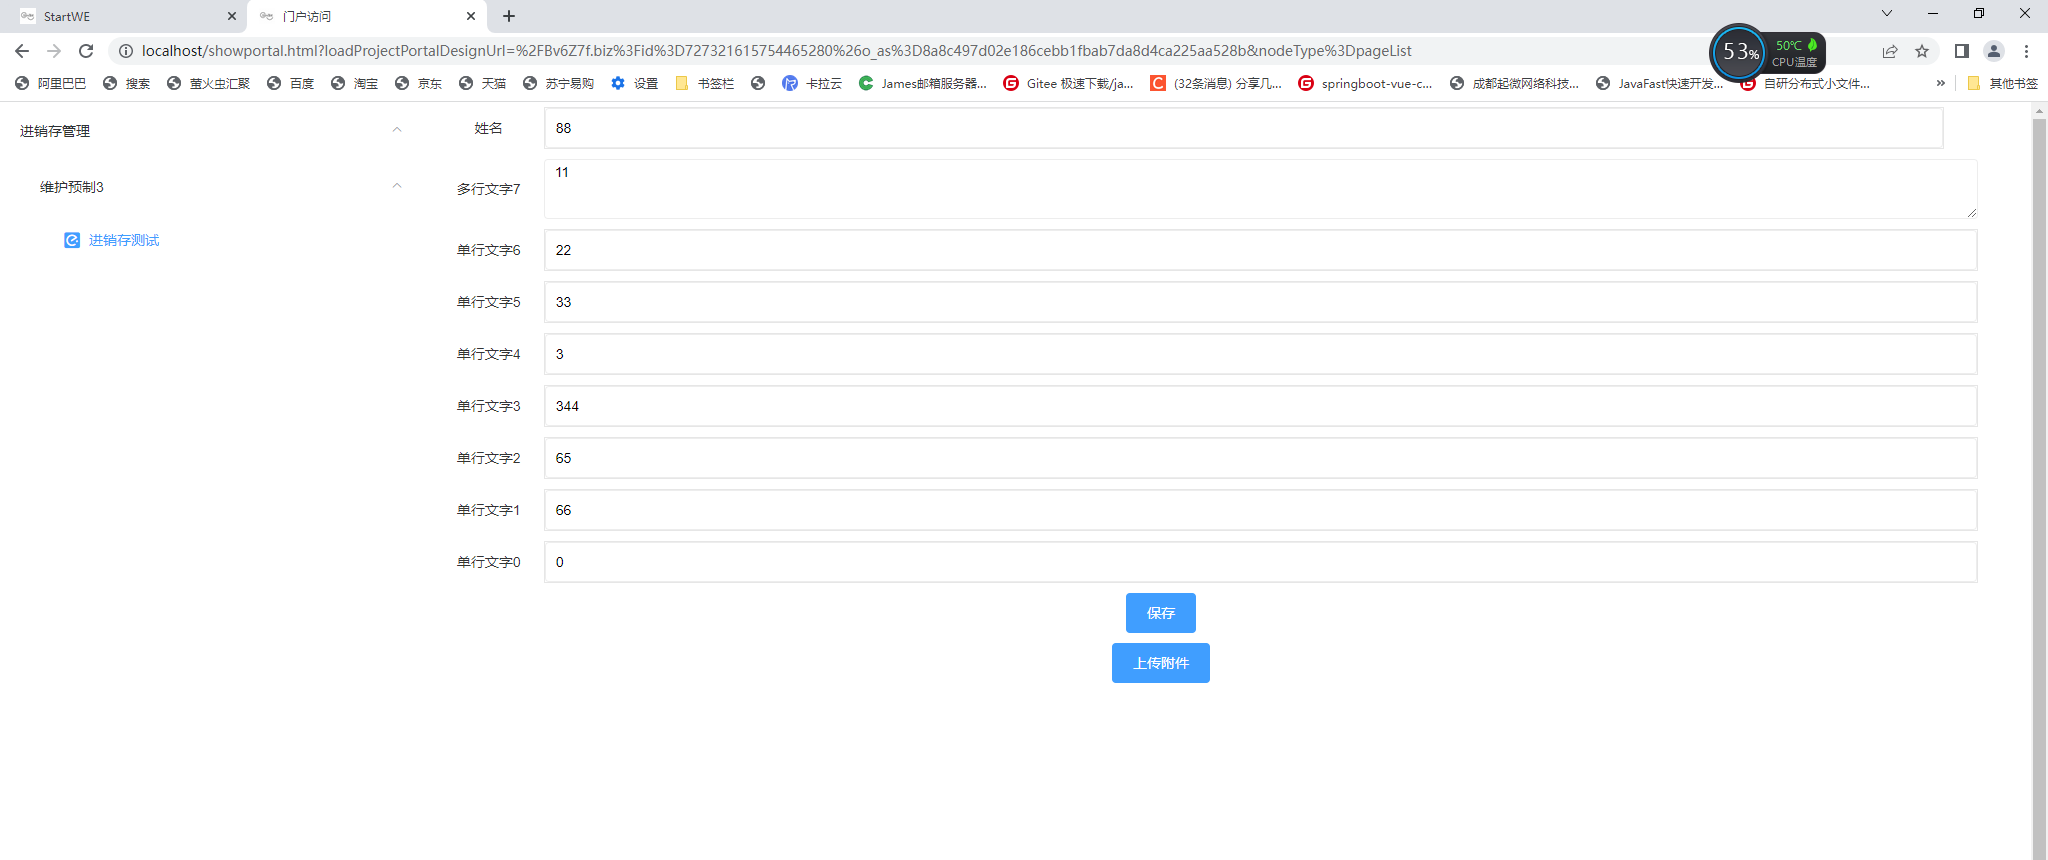 StartWE
门户访问
localhost/showportal.html?loadProjectPortalDesignUrl=%2FBv6Z7f.biz%3Fid%3D727321615754465280%26o_as%3D8a8c497d02e186cebb1fbab7da8d4ca225aa528b&nodeType%3DpageList
53%
50℃
CPU温度
阿里巴巴
搜索
萤火虫汇聚
百度
淘宝
京东
天猫
苏宁易购
设置
书签栏
卡拉云
James邮箱服务器...
Gitee 极速下载/ja...
(32条消息) 分享几...
springboot-vue-c...
成都起微网络科技...
JavaFast快速开发...
自研分布式小文件...
»
其他书签
进销存管理
维护预制3
进销存测试
姓名 88
多行文字7 11
单行文字6 22
单行文字5 33
单行文字4 3
单行文字3 344
单行文字2 65
单行文字1 66
单行文字0 0
保存
上传附件